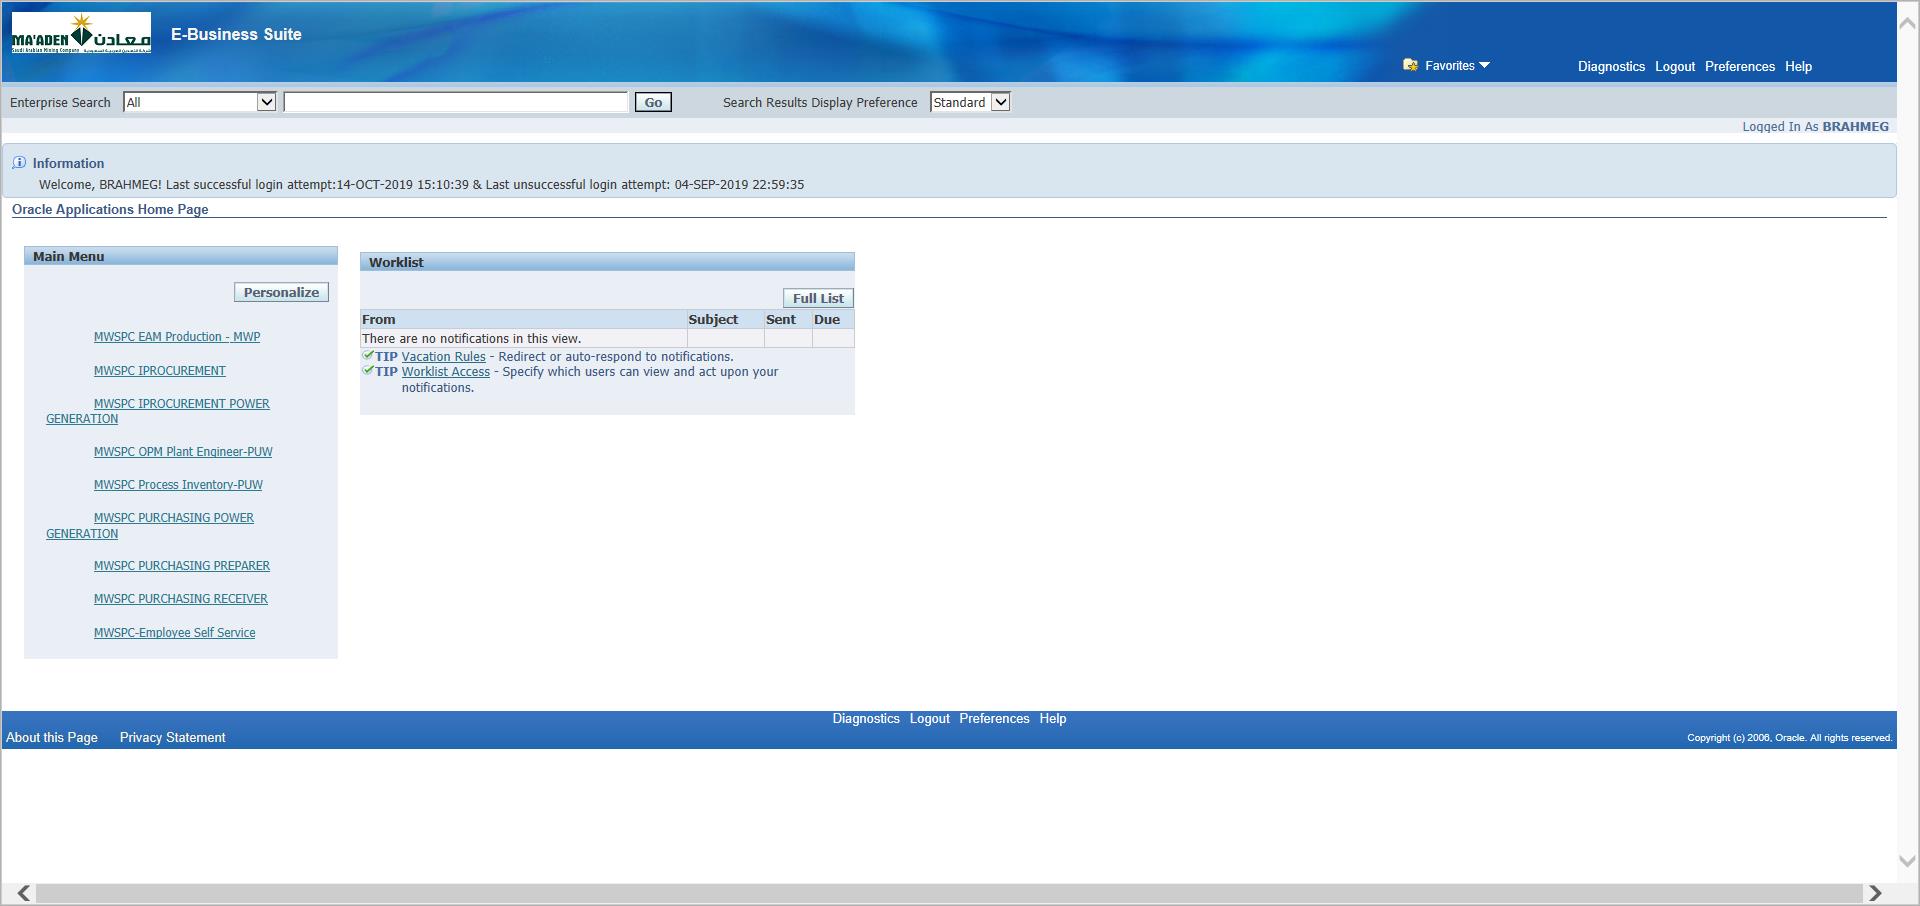 MA'ADEN معادن
Saudi Arabian Mining Company
E-Business Suite
Favorites
Diagnostics Logout Preferences Help
Enterprise Search All Go Search Results Display Preference Standard
Logged In As BRAHMEG
Information
Welcome, BRAHMEG! Last successful login attempt:14-OCT-2019 15:10:39 & Last unsuccessful login attempt: 04-SEP-2019 22:59:35
Oracle Applications Home Page
Main Menu
Personalize
MWSPC EAM Production - MWP
MWSPC IPROCUREMENT
MWSPC IPROCUREMENT POWER
GENERATION
MWSPC OPM Plant Engineer-PUW
MWSPC Process Inventory-PUW
MWSPC PURCHASING POWER
GENERATION
MWSPC PURCHASING PREPARER
MWSPC PURCHASING RECEIVER
MWSPC-Employee Self Service
Worklist
Full List
From Subject Sent Due
There are no notifications in this view.
TIP Vacation Rules - Redirect or auto-respond to notifications.
TIP Worklist Access - Specify which users can view and act upon your
notifications.
Diagnostics Logout Preferences Help
About this Page Privacy Statement
Copyright (c) 2006, Oracle. All rights reserved.